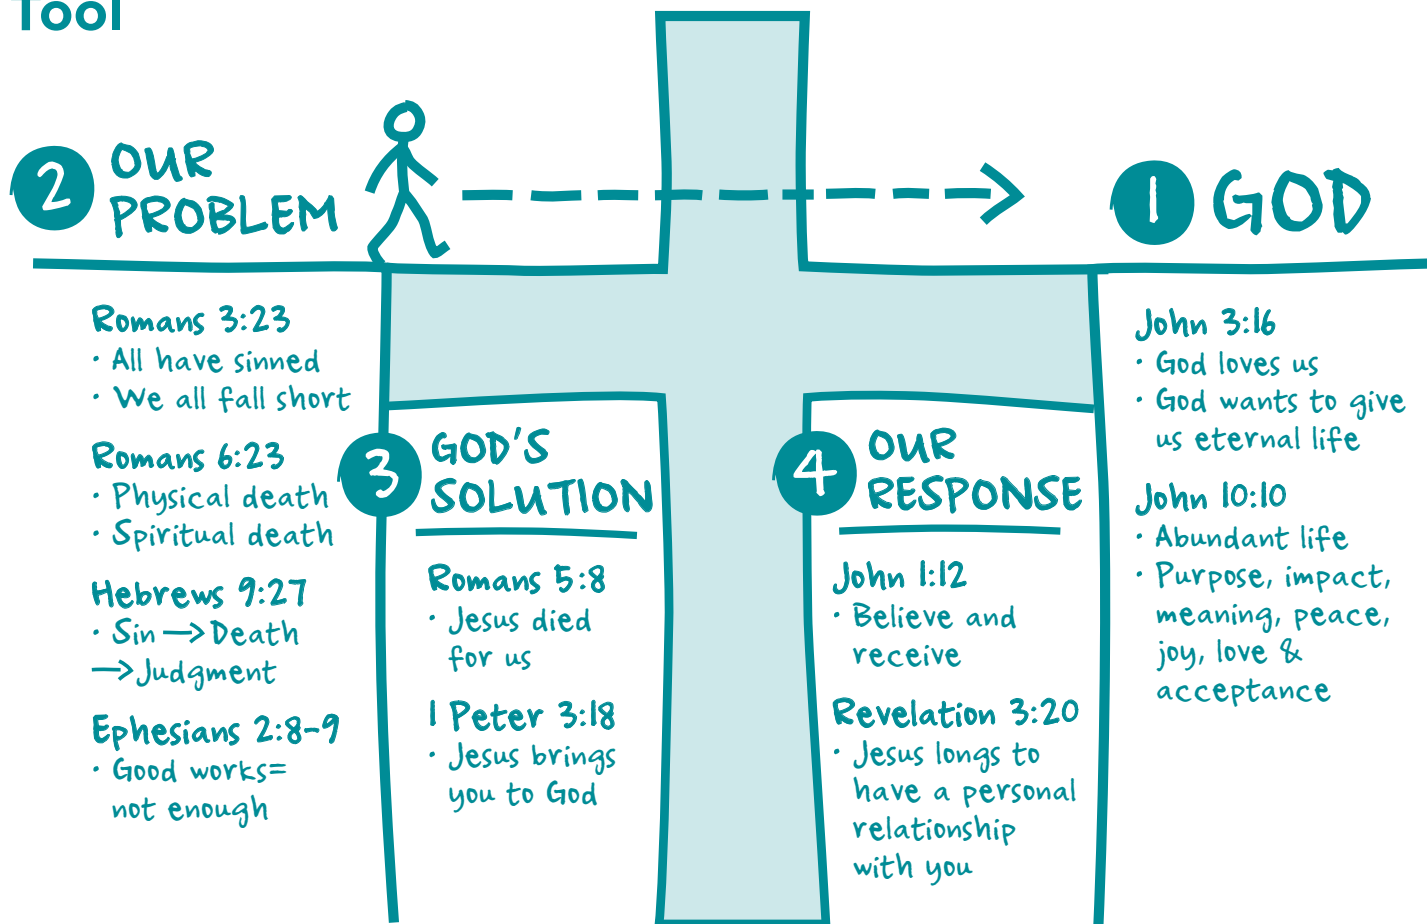 Tool
2 OUR
PROBLEM
Romans 3:23
· All have sinned
· We all fall short
Romans 6:23
· Physical death
· Spiritual death
Hebrews 9:27
· Sin → Death
→ Judgment
Ephesians 2:8-9
· Good works=
not enough
3 GOD'S
SOLUTION
Romans 5:8
· Jesus died
for us
1 Peter 3:18
· Jesus brings
you to God
4 OUR
RESPONSE
John 1:12
· Believe and
receive
Revelation 3:20
· Jesus longs to
have a personal
relationship
with you
1 GOD
John 3:16
· God loves us
· God wants to give
us eternal life
John 10:10
· Abundant life
· Purpose, impact,
meaning, peace,
joy, love &
acceptance